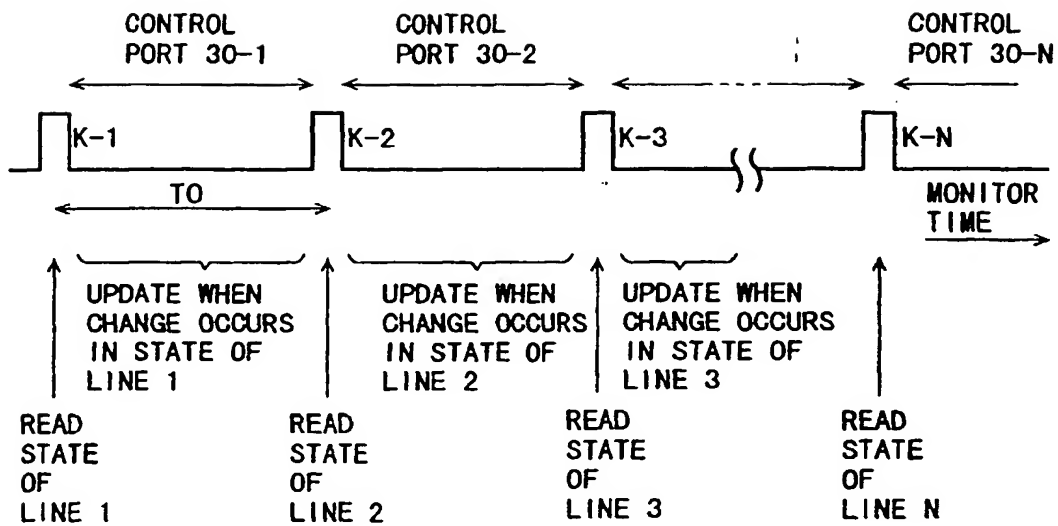 CONTROL
PORT 30-1
CONTROL
PORT 30-2
CONTROL
PORT 30-N
K-1
K-2
K-3
K-N
TO
MONITOR
TIME
UPDATE WHEN
CHANGE OCCURS
IN STATE OF
LINE 1
UPDATE WHEN
CHANGE OCCURS
IN STATE OF
LINE 2
UPDATE WHEN
CHANGE OCCURS
IN STATE OF
LINE 3
READ
STATE
OF
LINE 1
READ
STATE
OF
LINE 2
READ
STATE
OF
LINE 3
READ
STATE
OF
LINE N